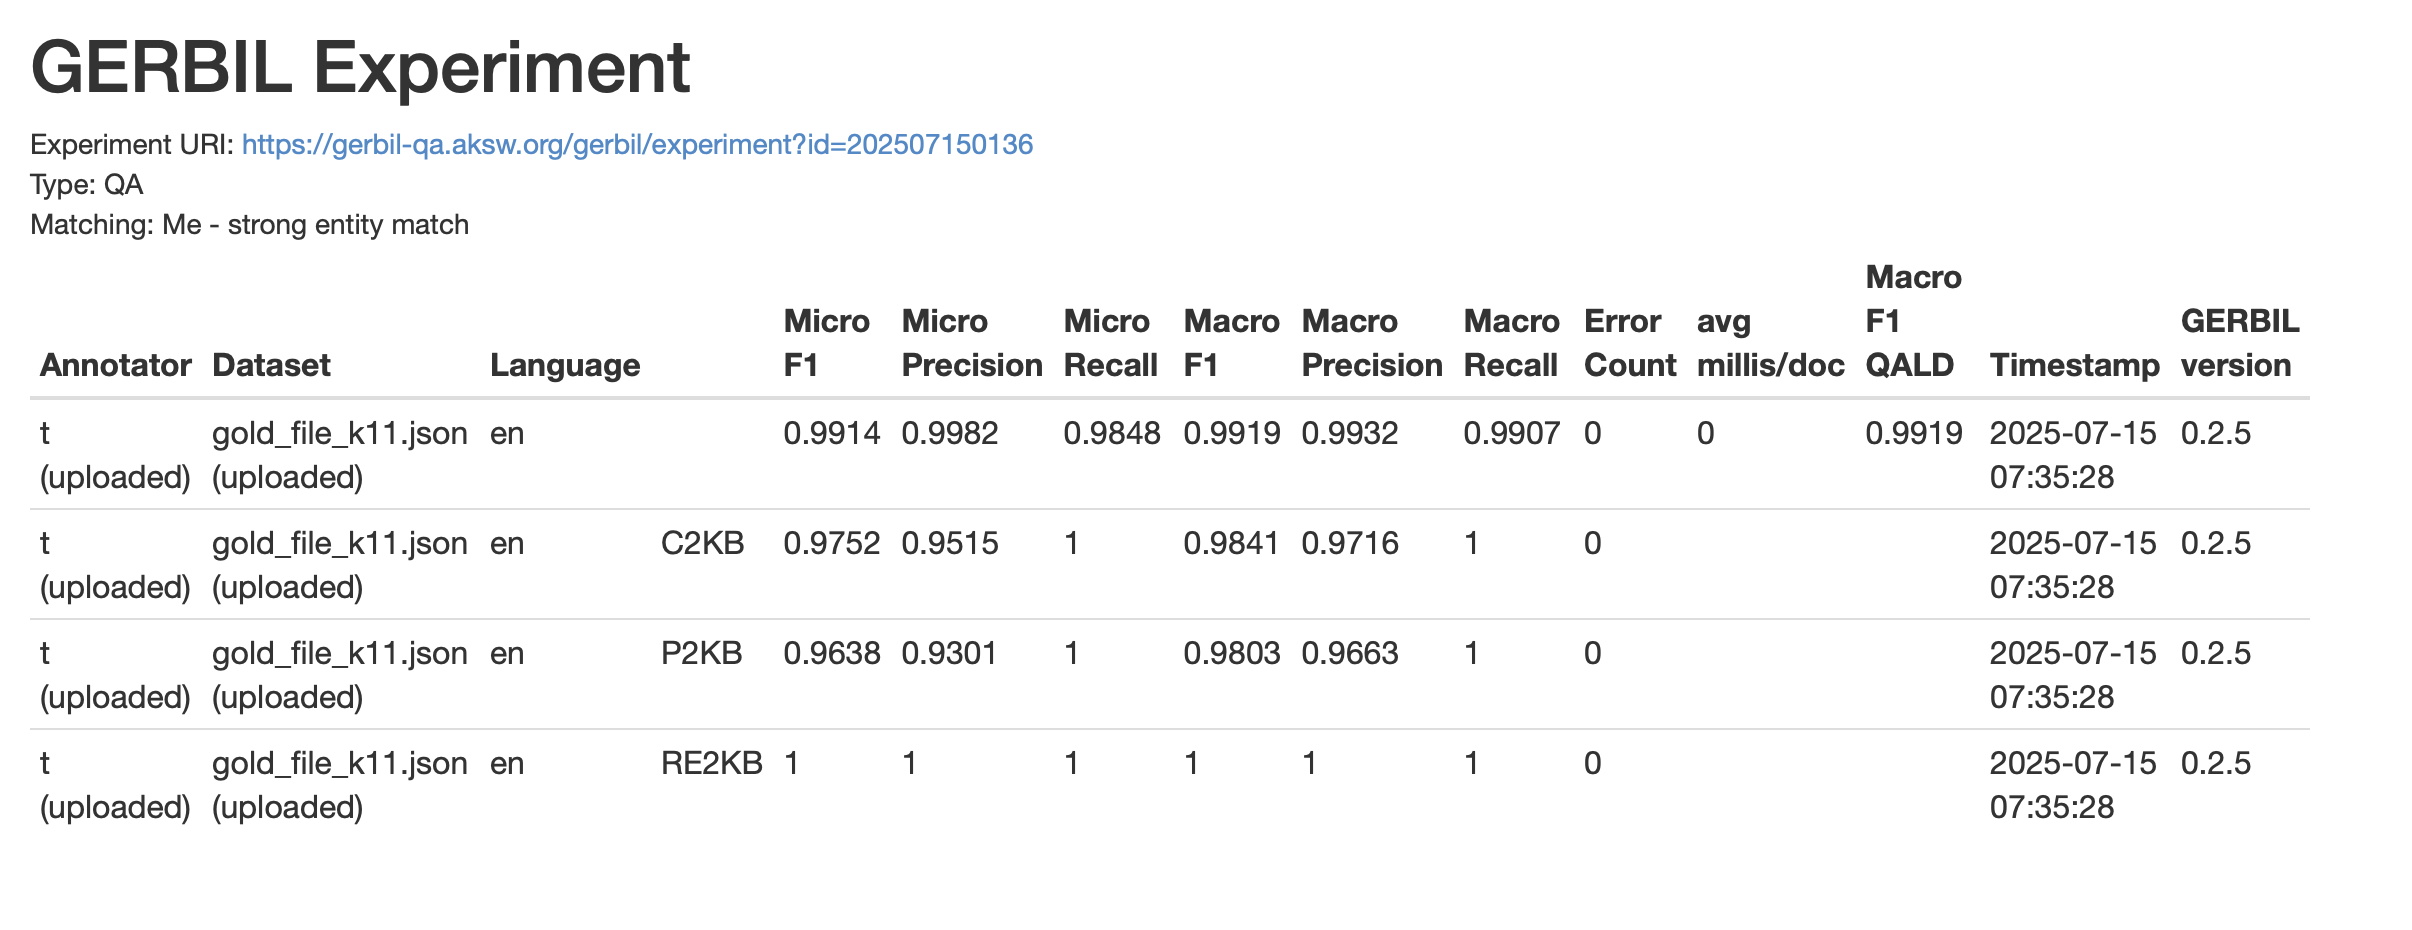 GERBIL Experiment
Experiment URI: https://gerbil-qa.aksw.org/gerbil/experiment?id=202507150136
Type: QA
Matching: Me - strong entity match
Macro
Micro Micro Micro Macro Macro Macro Error avg F1 GERBIL
Annotator Dataset Language F1 Precision Recall F1 Precision Recall Count millis/doc QALD Timestamp version
t gold_file_k11.json en 0.9914 0.9982 0.9848 0.9919 0.9932 0.9907 0 0 0.9919 2025-07-15 0.2.5
(uploaded) (uploaded) 07:35:28
t gold_file_k11.json en C2KB 0.9752 0.9515 1 0.9841 0.9716 1 0 2025-07-15 0.2.5
(uploaded) (uploaded) 07:35:28
t gold_file_k11.json en P2KB 0.9638 0.9301 1 0.9803 0.9663 1 0 2025-07-15 0.2.5
(uploaded) (uploaded) 07:35:28
t gold_file_k11.json en RE2KB 1 1 1 1 1 1 0 2025-07-15 0.2.5
(uploaded) (uploaded) 07:35:28